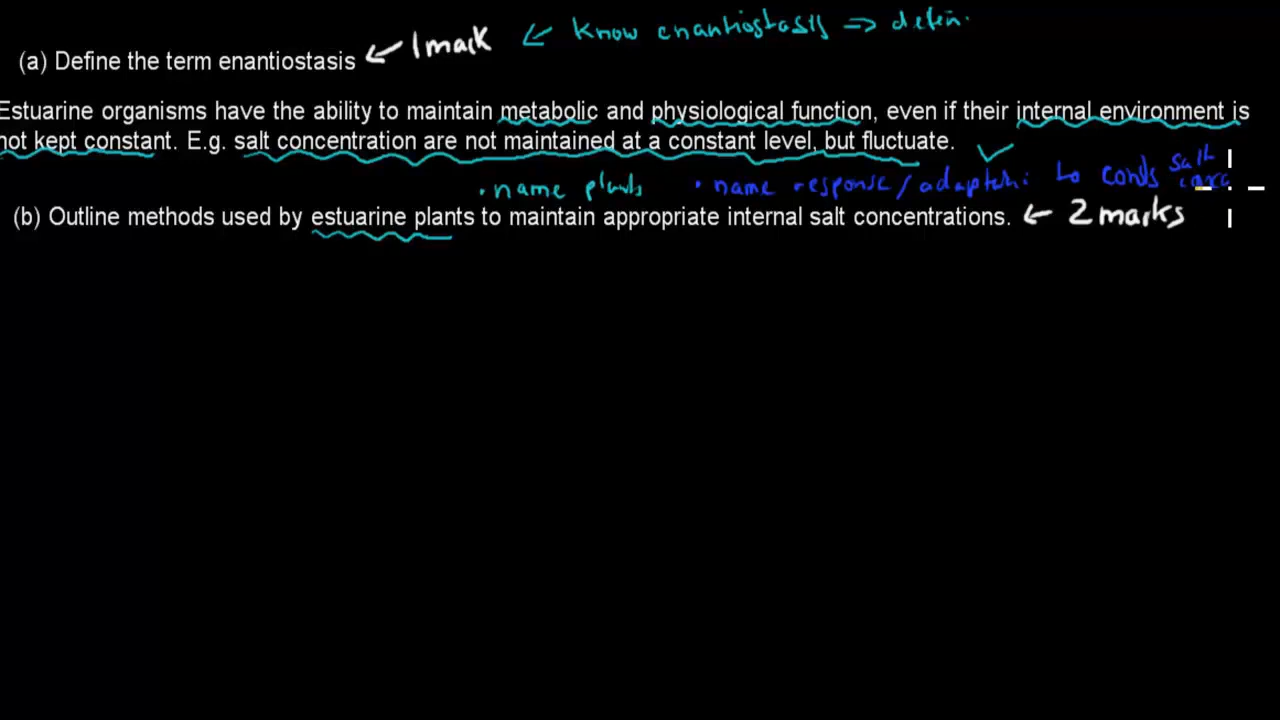 ← Know enantiostasis ⇒ defin.
(a) Define the term enantiostasis ← 1 mark
Estuarine organisms have the ability to maintain metabolic and physiological function, even if their internal environment is
not kept constant. E.g. salt concentration are not maintained at a constant level, but fluctuate. ✓
• name plants • name response / to conds salt
(b) Outline methods used by estuarine plants to maintain appropriate internal salt concentrations. ← 2 marks